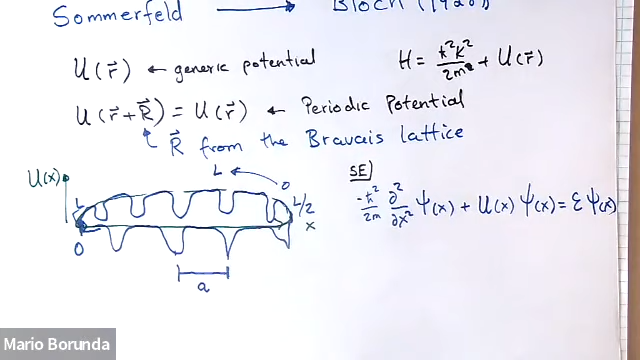 Sommerfeld ⟶ Bloch (1928)
U(r⃗) ← generic potential
H = ħ²k²/2m + U(r⃗)
U(r⃗ + R⃗) = U(r⃗) ← Periodic Potential
R⃗ from the Bravais lattice
L ← 0
U(x)
L
L/2
x
0
a
SE)
-ħ²/2m ∂²/∂x² ψ(x) + U(x) ψ(x) = ε ψ(x)
Mario Borunda